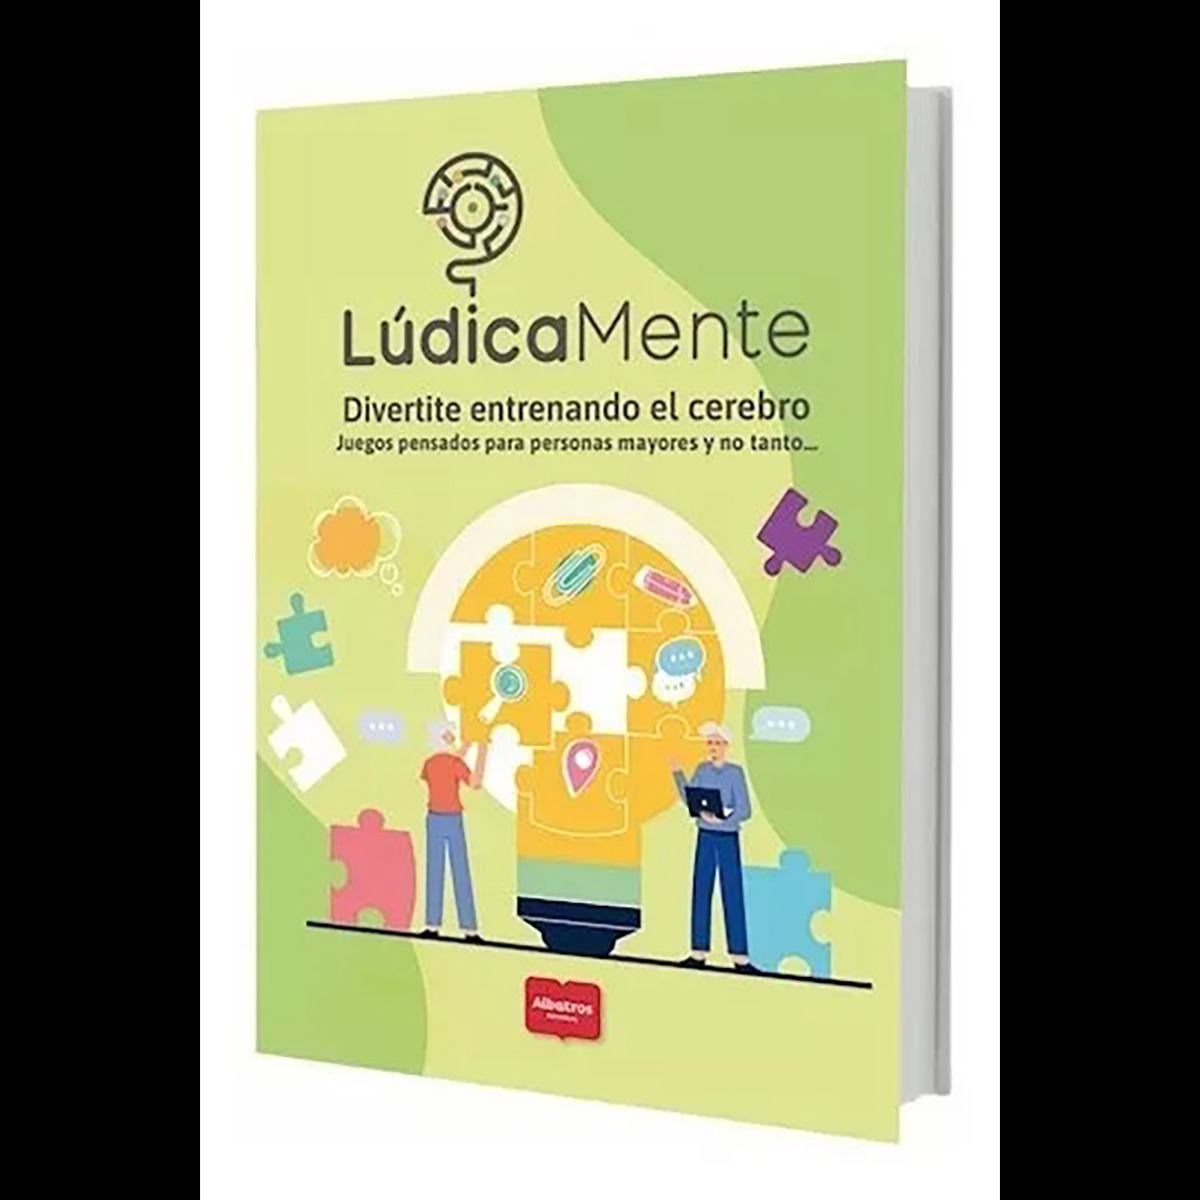 LúdicaMente
Divertite entrenando el cerebro
Juegos pensados para personas mayores y no tanto...
Albatros